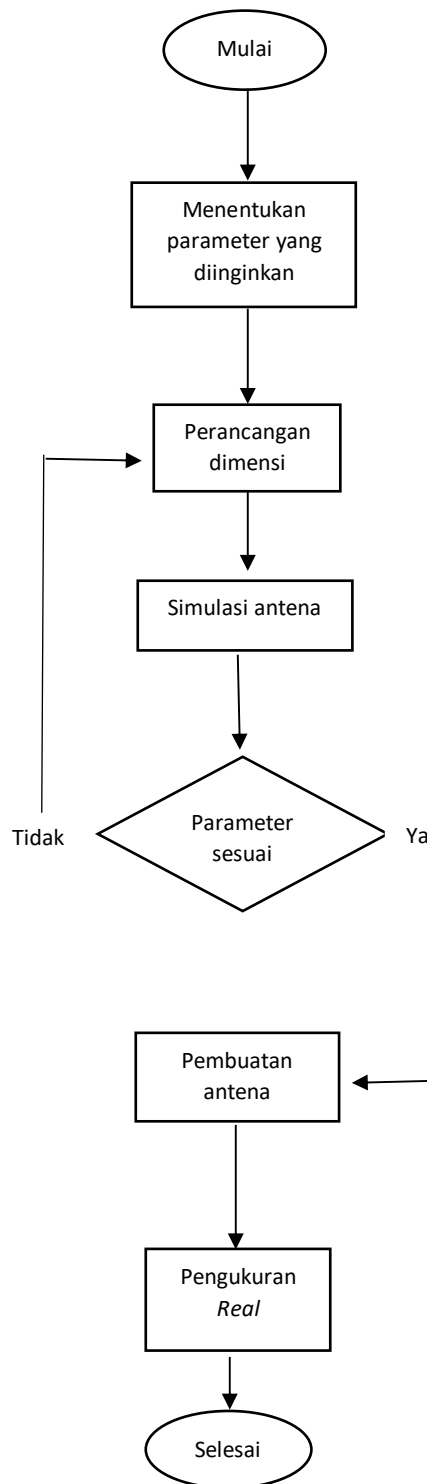 Mulai
Menentukan
parameter yang
diinginkan
Perancangan
dimensi
Simulasi antena
Parameter
sesuai
Tidak
Ya
Pembuatan
antena
Pengukuran
Real
Selesai